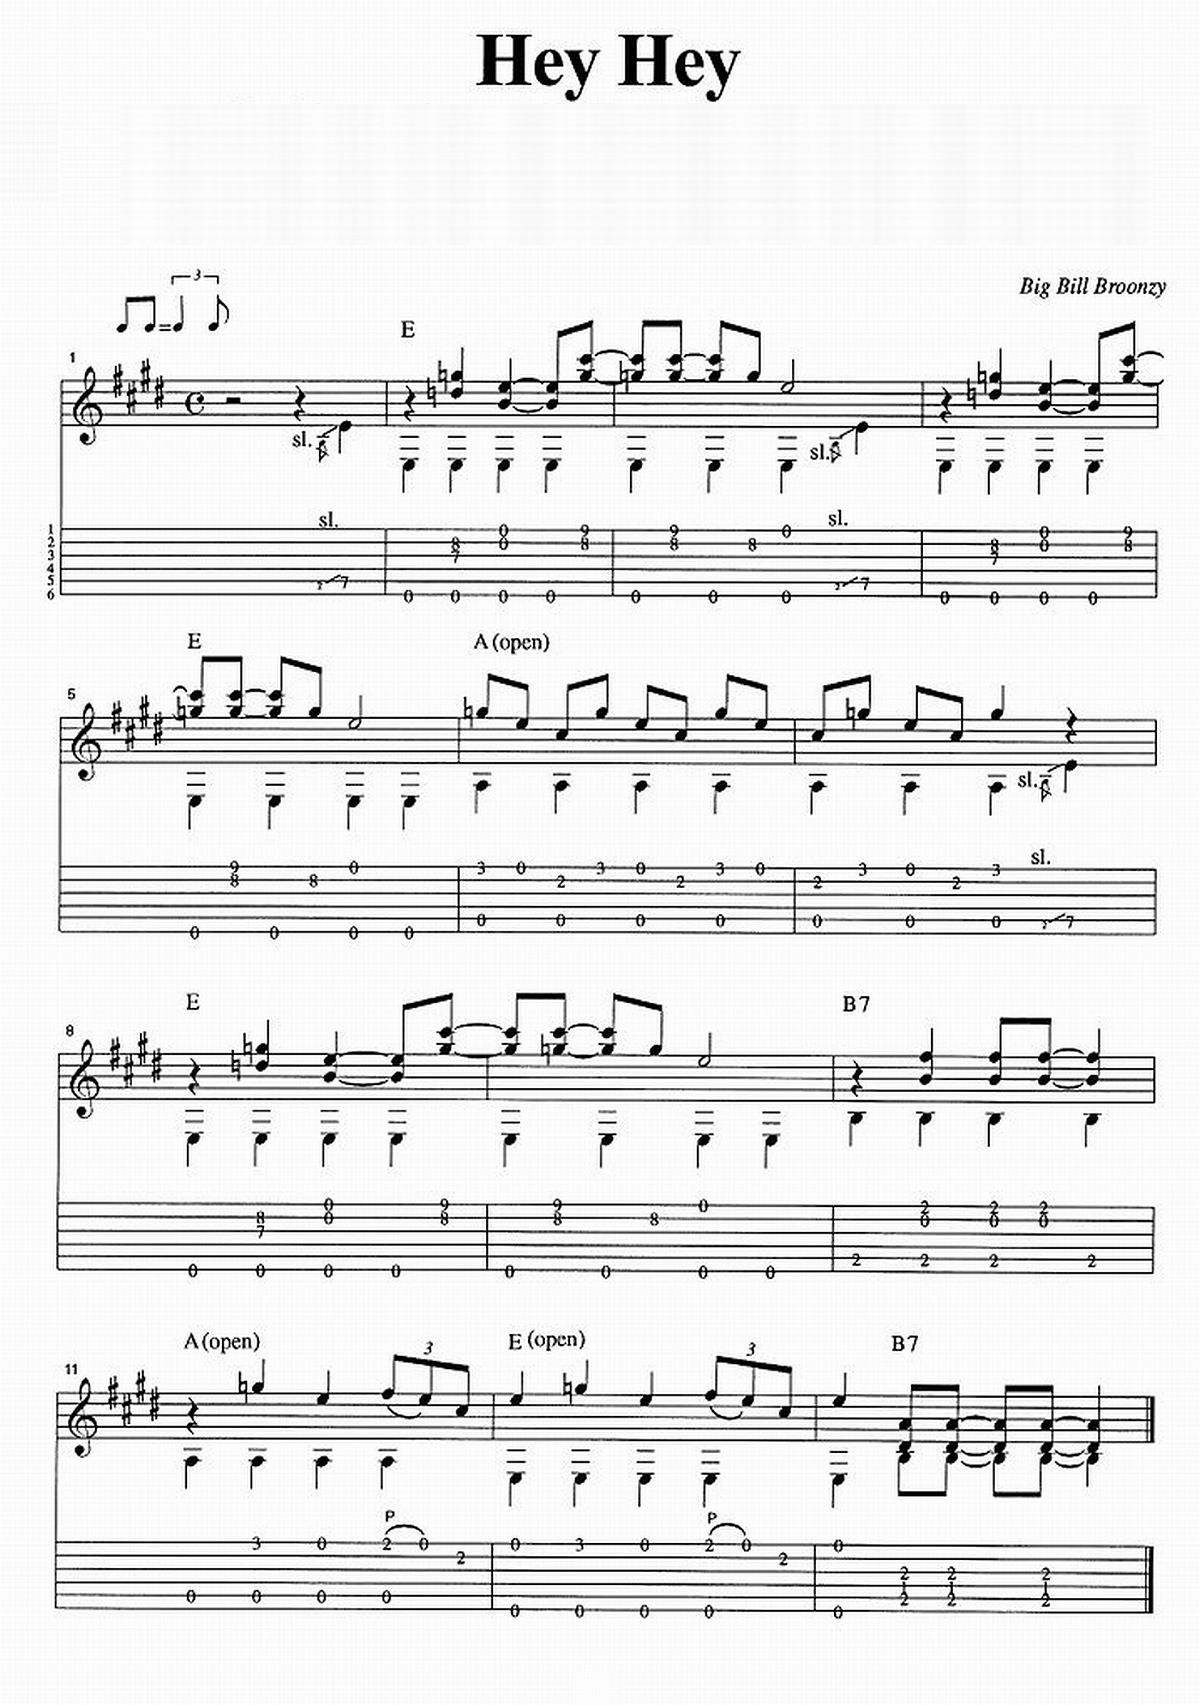 Hey Hey
Big Bill Broonzy
3
=
1
E
sl.
sl.
sl.
sl.
1
2
3
4
5
6
0 8 7 0 0 0 0 0 9 8
0 9 8 0 8 0 0
0 8 7 0 0 0 0 0 9 8
7
7
E
A (open)
5
sl.
sl.
0 9 8 0 8 0 0 0
3 0 0 2 0 3 0 0 2 3 0 0
2 0 3 0 0 2 3 0 7
E
B7
8
0 8 7 0 0 0 0 0 9 8
0 9 8 0 8 0 0 0
2 2 0 2 2 0 2 2 0 2
A (open)
E (open)
B7
11
3
3
P
P
0 3 0 0 0 2 0 0 2
0 0 3 0 0 0 2 0 0 2
0 0 2 1 2 2 1 2 2 1 2